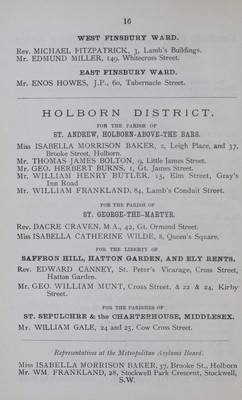 16
WEST FINSBURY WARD.
Rev. MICHAEL FITZPATRICK, 3, Lamb's Buildings.
Mr. EDMUND MILLER, 149, Whitecross Street.
EAST FINSBURY WARD.
Mr. ENOS HOWES, J.P., 60, Tabernacle Street.
HOLBORN DISTRICT.
FOR THE PARISH OF
ST. ANDREW, HOLBORN-ABOVE-THE BARS.
Miss ISABELLA MORRISON BAKER, 2, Leigh Place, and 37,
Brooke Street, Holborn.
Mr. THOMAS JAMES BOLTON, 9, Little James Street.
Mr. GEO. HERBERT BURNS, 1, Gt. James Street.
Mr. WILLIAM HENRY BUTLER, 15, Elm Street, Gray's
Inn Road
Mr. WILLIAM FRANKLAND, 84, Lamb's Conduit Street.
FOR THE PARISH OF
ST. GEORGE-THE-MARTYR.
Rev. DACRE CRAVEN, M.A., 42, Gt. Ormond Street.
Miss ISABELLA CATHERINE WILDE, 8, Queen's Square.
FOR THE LIBERTY OF
SAFFRON HILL, HATTON GARDEN, AND ELY RENTS.
Rev. EDWARD CANNEY, St. Peter's Vicarage, Cross Street,
Hatton Garden.
Mr. GEO. WILLIAM MUNT, Cross Street, & 22 & 24, Kirby
Street.
FOR THE PARISHES OF
ST. SEPULCHRE & the CHARTERHOUSE, MIDDLESEX.
Mr. WILLIAM GALE, 24 and 25, Cow Cross Street.
Representatives at the Metropolitan Asylums Board.
Miss ISABELLA MORRISON BAKER, 37, Brooke St., Holborn
Mr. WM. FRANKLAND, 28, Stockwell Park Crescent, Stockwell,
S.W.